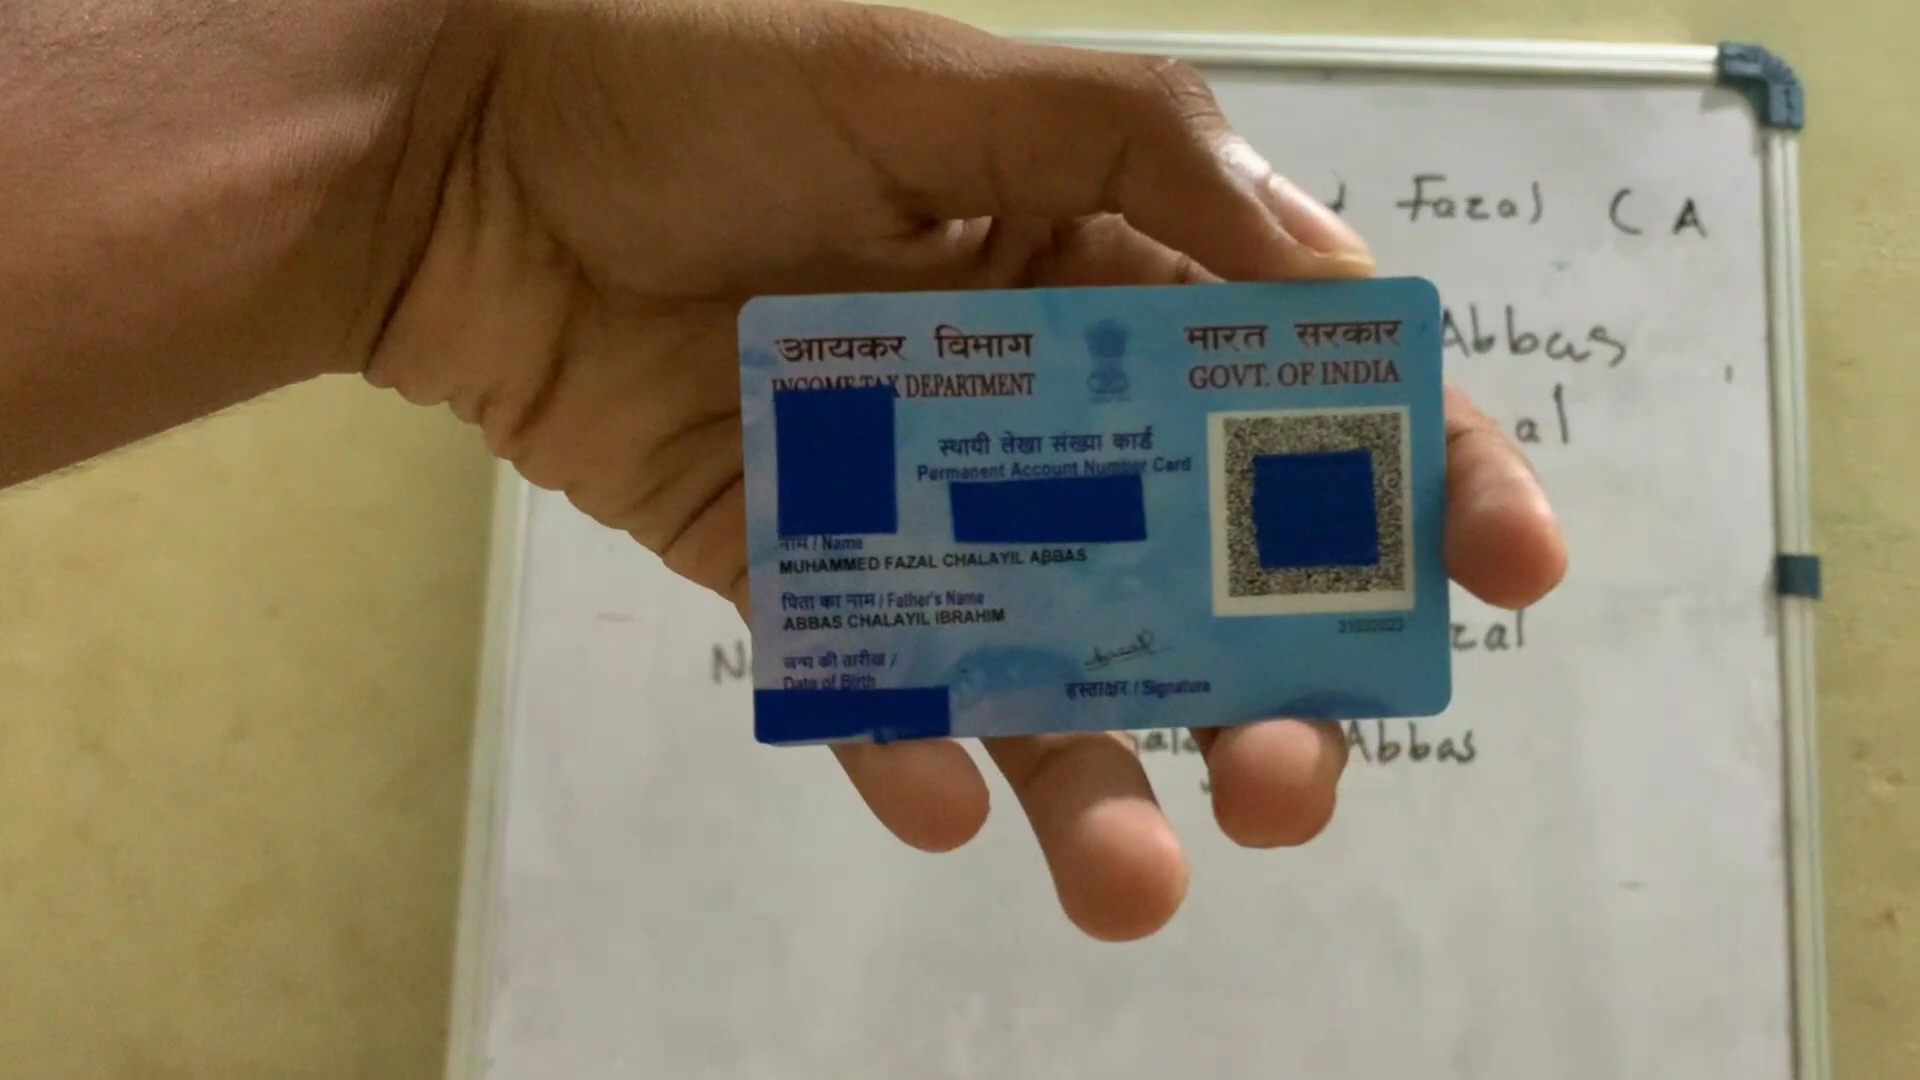 Fazal C A
Abbas
al
आयकर विभाग
INCOME TAX DEPARTMENT
भारत सरकार
GOVT. OF INDIA
स्थायी लेखा संख्या कार्ड
Permanent Account Number Card
नाम / Name
MUHAMMED FAZAL CHALAYIL ABBAS
पिता का नाम / Father's Name
ABBAS CHALAYIL IBRAHIM
जन्म की तारीख /
Date of Birth
हस्ताक्षर / Signature
zal
Abbas